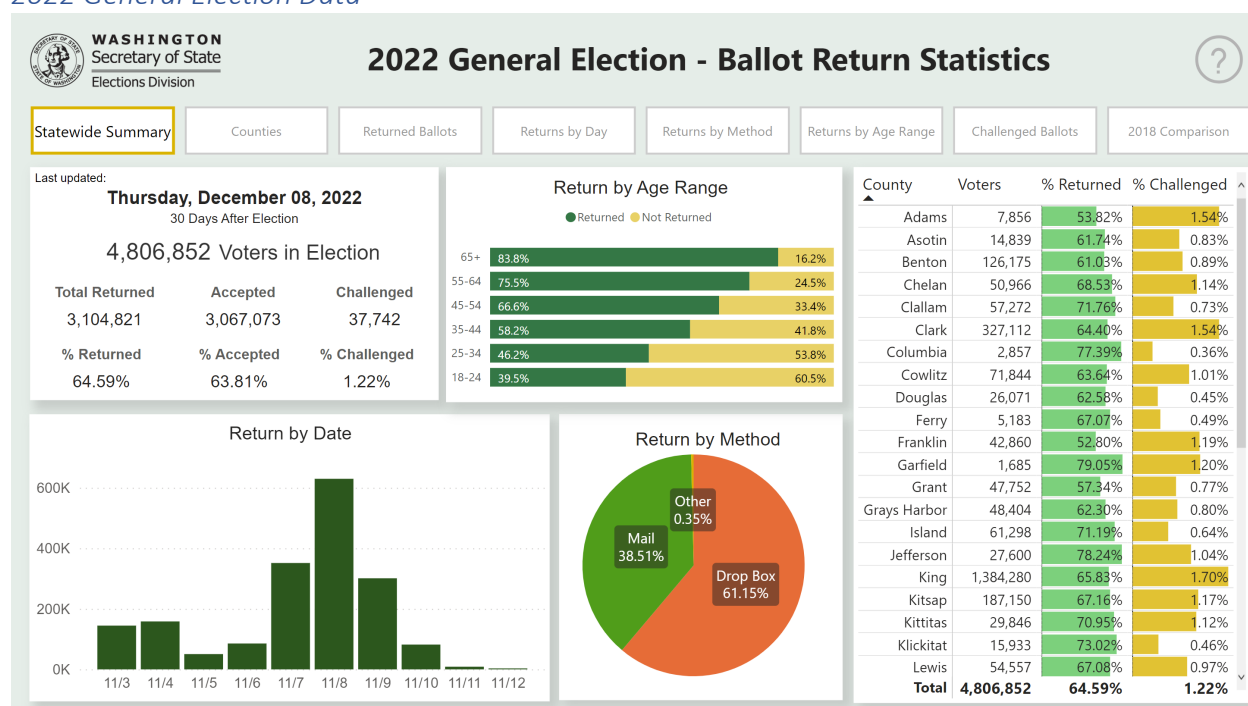 2022 General Election Data
WASHINGTON
Secretary of State
Elections Division
2022 General Election - Ballot Return Statistics
?
Statewide Summary
Counties
Returned Ballots
Returns by Day
Returns by Method
Returns by Age Range
Challenged Ballots
2018 Comparison
Last updated:
Thursday, December 08, 2022
30 Days After Election
4,806,852 Voters in Election
Total Returned Accepted Challenged
3,104,821 3,067,073 37,742
% Returned % Accepted % Challenged
64.59% 63.81% 1.22%
Return by Age Range
Returned Not Returned
65+ 83.8% 16.2%
55-64 75.5% 24.5%
45-54 66.6% 33.4%
35-44 58.2% 41.8%
25-34 46.2% 53.8%
18-24 39.5% 60.5%
Return by Date
600K
400K
200K
0K
11/3 11/4 11/5 11/6 11/7 11/8 11/9 11/10 11/11 11/12
Return by Method
Other
0.35%
Mail
38.51%
Drop Box
61.15%
County Voters % Returned % Challenged
Adams 7,856 53.82% 1.54%
Asotin 14,839 61.74% 0.83%
Benton 126,175 61.03% 0.89%
Chelan 50,966 68.53% 1.14%
Clallam 57,272 71.76% 0.73%
Clark 327,112 64.40% 1.54%
Columbia 2,857 77.39% 0.36%
Cowlitz 71,844 63.64% 1.01%
Douglas 26,071 62.58% 0.45%
Ferry 5,183 67.07% 0.49%
Franklin 42,860 52.80% 1.19%
Garfield 1,685 79.05% 1.20%
Grant 47,752 57.34% 0.77%
Grays Harbor 48,404 62.30% 0.80%
Island 61,298 71.19% 0.64%
Jefferson 27,600 78.24% 1.04%
King 1,384,280 65.83% 1.70%
Kitsap 187,150 67.16% 1.17%
Kittitas 29,846 70.95% 1.12%
Klickitat 15,933 73.02% 0.46%
Lewis 54,557 67.08% 0.97%
Total 4,806,852 64.59% 1.22%